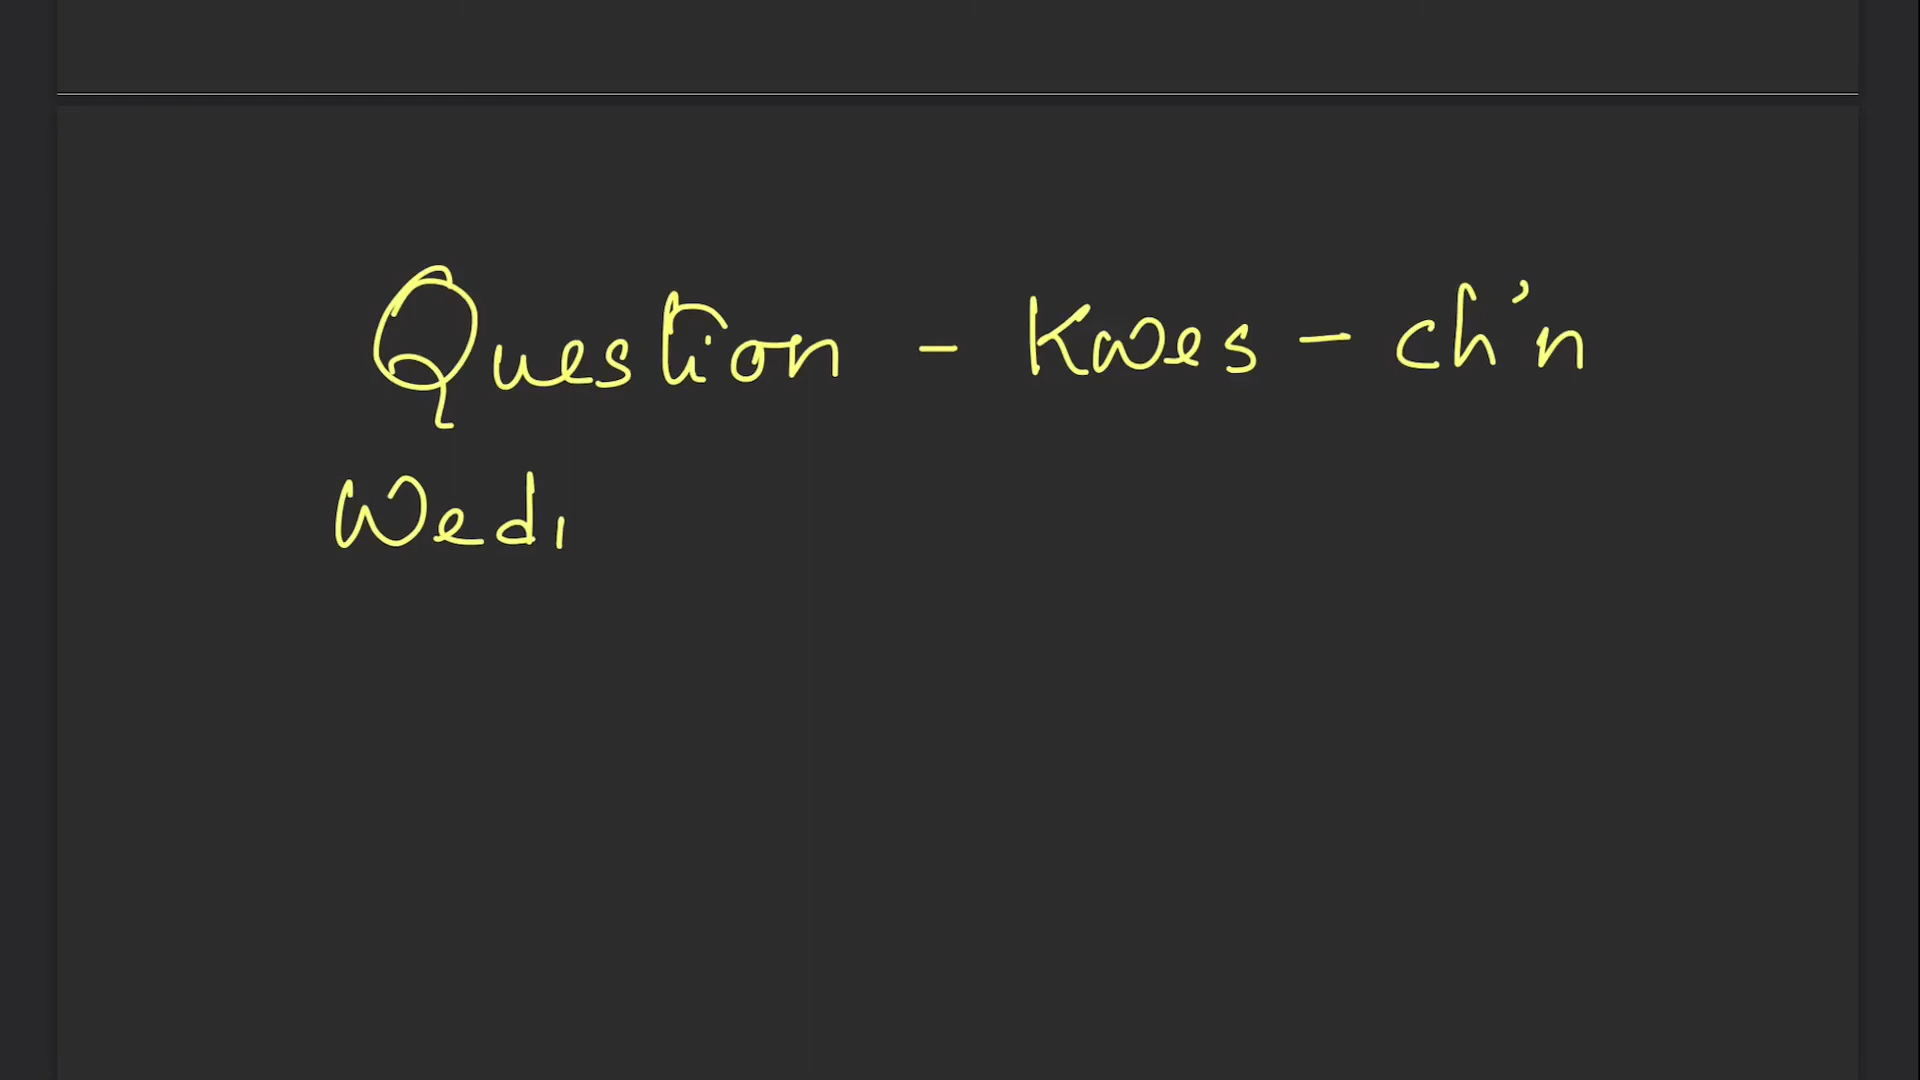 Question - Kwes - ch'n
Wed